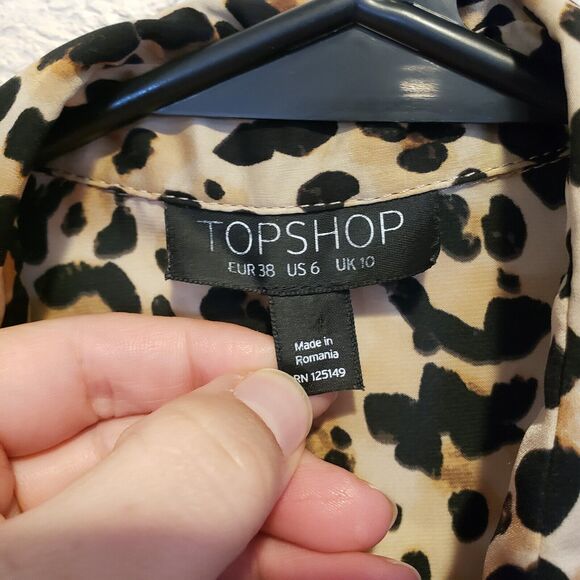 TOPSHOP
EUR 38 US 6 UK 10
Made in
Romania
RN 125149